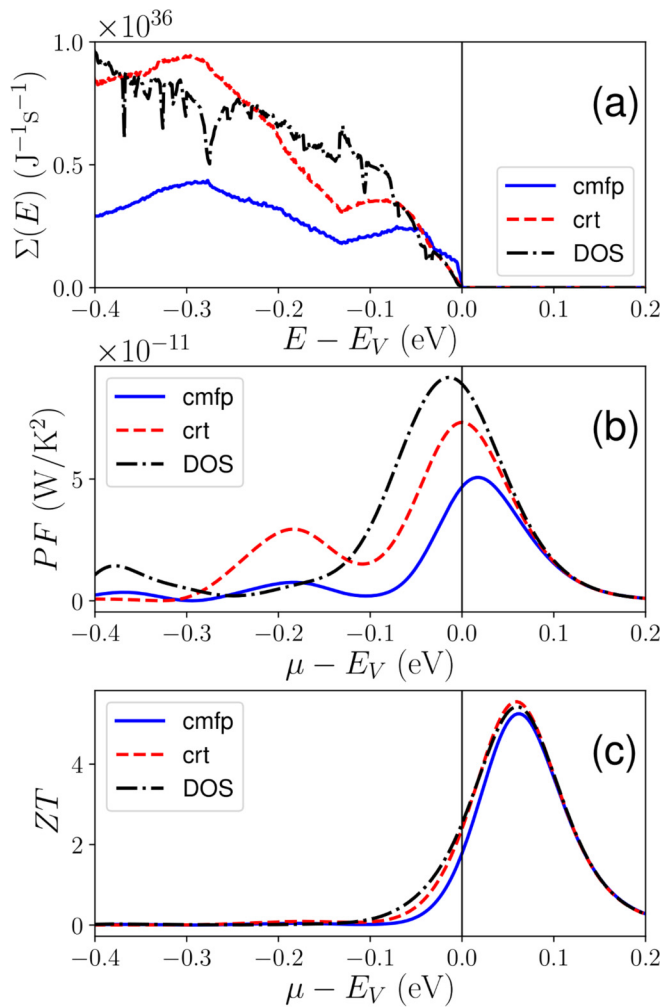 ×10³⁶
1.0
0.5
0.0
Σ(E) (J⁻¹s⁻¹)
(a)
cmfp
crt
DOS
−0.4 −0.3 −0.2 −0.1 0.0 0.1 0.2
E − E_V (eV)
×10⁻¹¹
5
0
PF (W/K²)
cmfp
crt
DOS
(b)
−0.4 −0.3 −0.2 −0.1 0.0 0.1 0.2
μ − E_V (eV)
4
2
0
ZT
cmfp
crt
DOS
(c)
−0.4 −0.3 −0.2 −0.1 0.0 0.1 0.2
μ − E_V (eV)